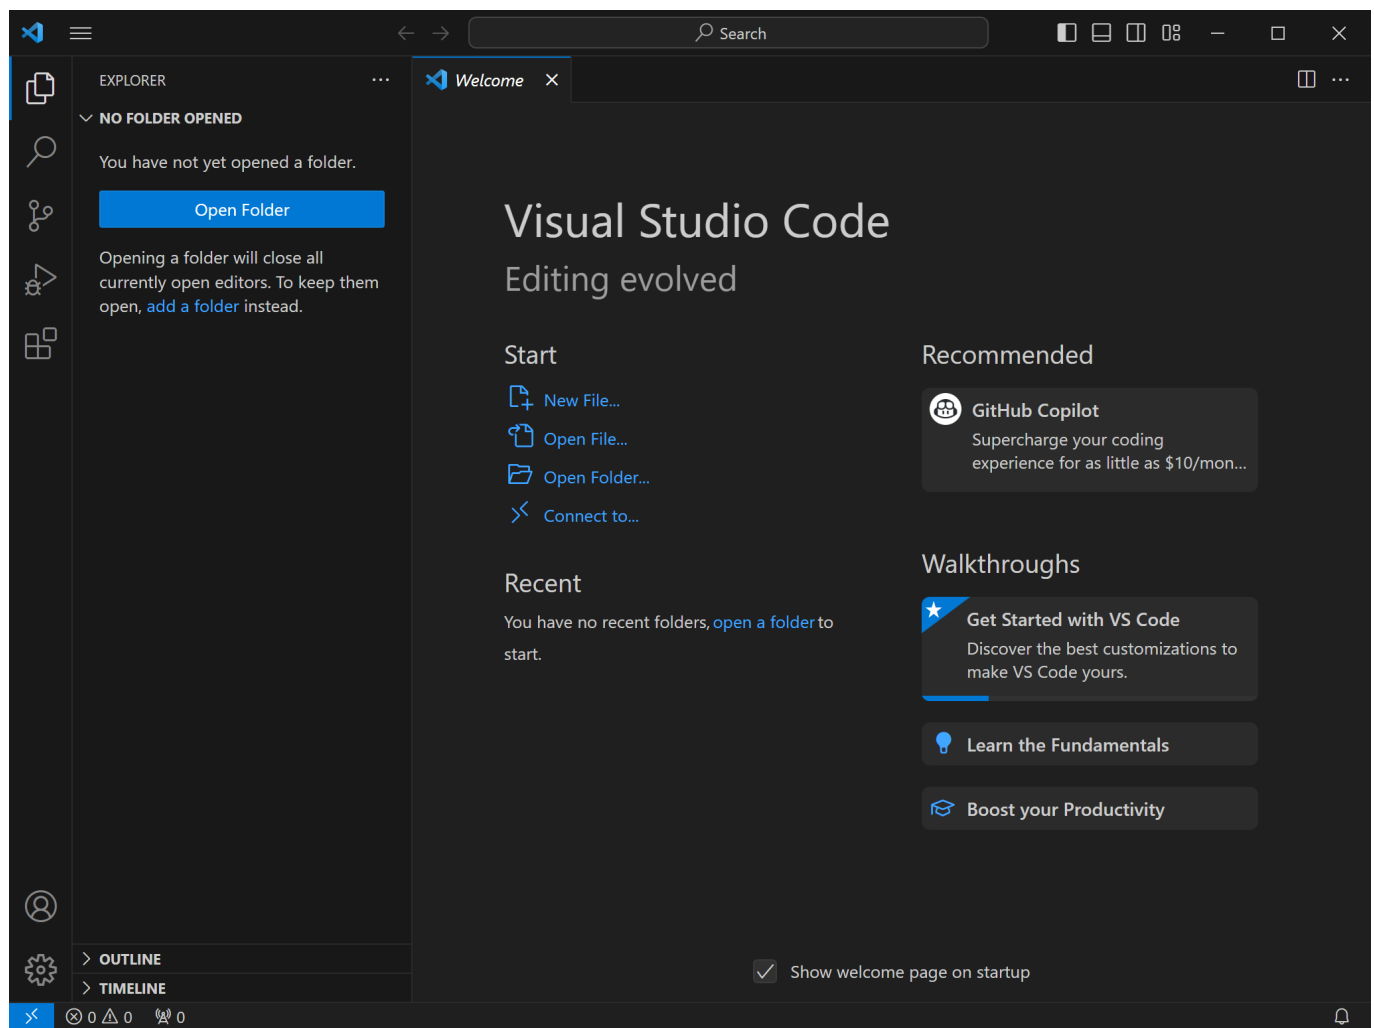 Search
EXPLORER
Welcome
NO FOLDER OPENED
You have not yet opened a folder.
Open Folder
Opening a folder will close all
currently open editors. To keep them
open, add a folder instead.
OUTLINE
TIMELINE
Visual Studio Code
Editing evolved
Start
New File...
Open File...
Open Folder...
Connect to...
Recent
You have no recent folders, open a folder to
start.
Recommended
GitHub Copilot
Supercharge your coding
experience for as little as $10/mon...
Walkthroughs
Get Started with VS Code
Discover the best customizations to
make VS Code yours.
Learn the Fundamentals
Boost your Productivity
Show welcome page on startup
0 0 0